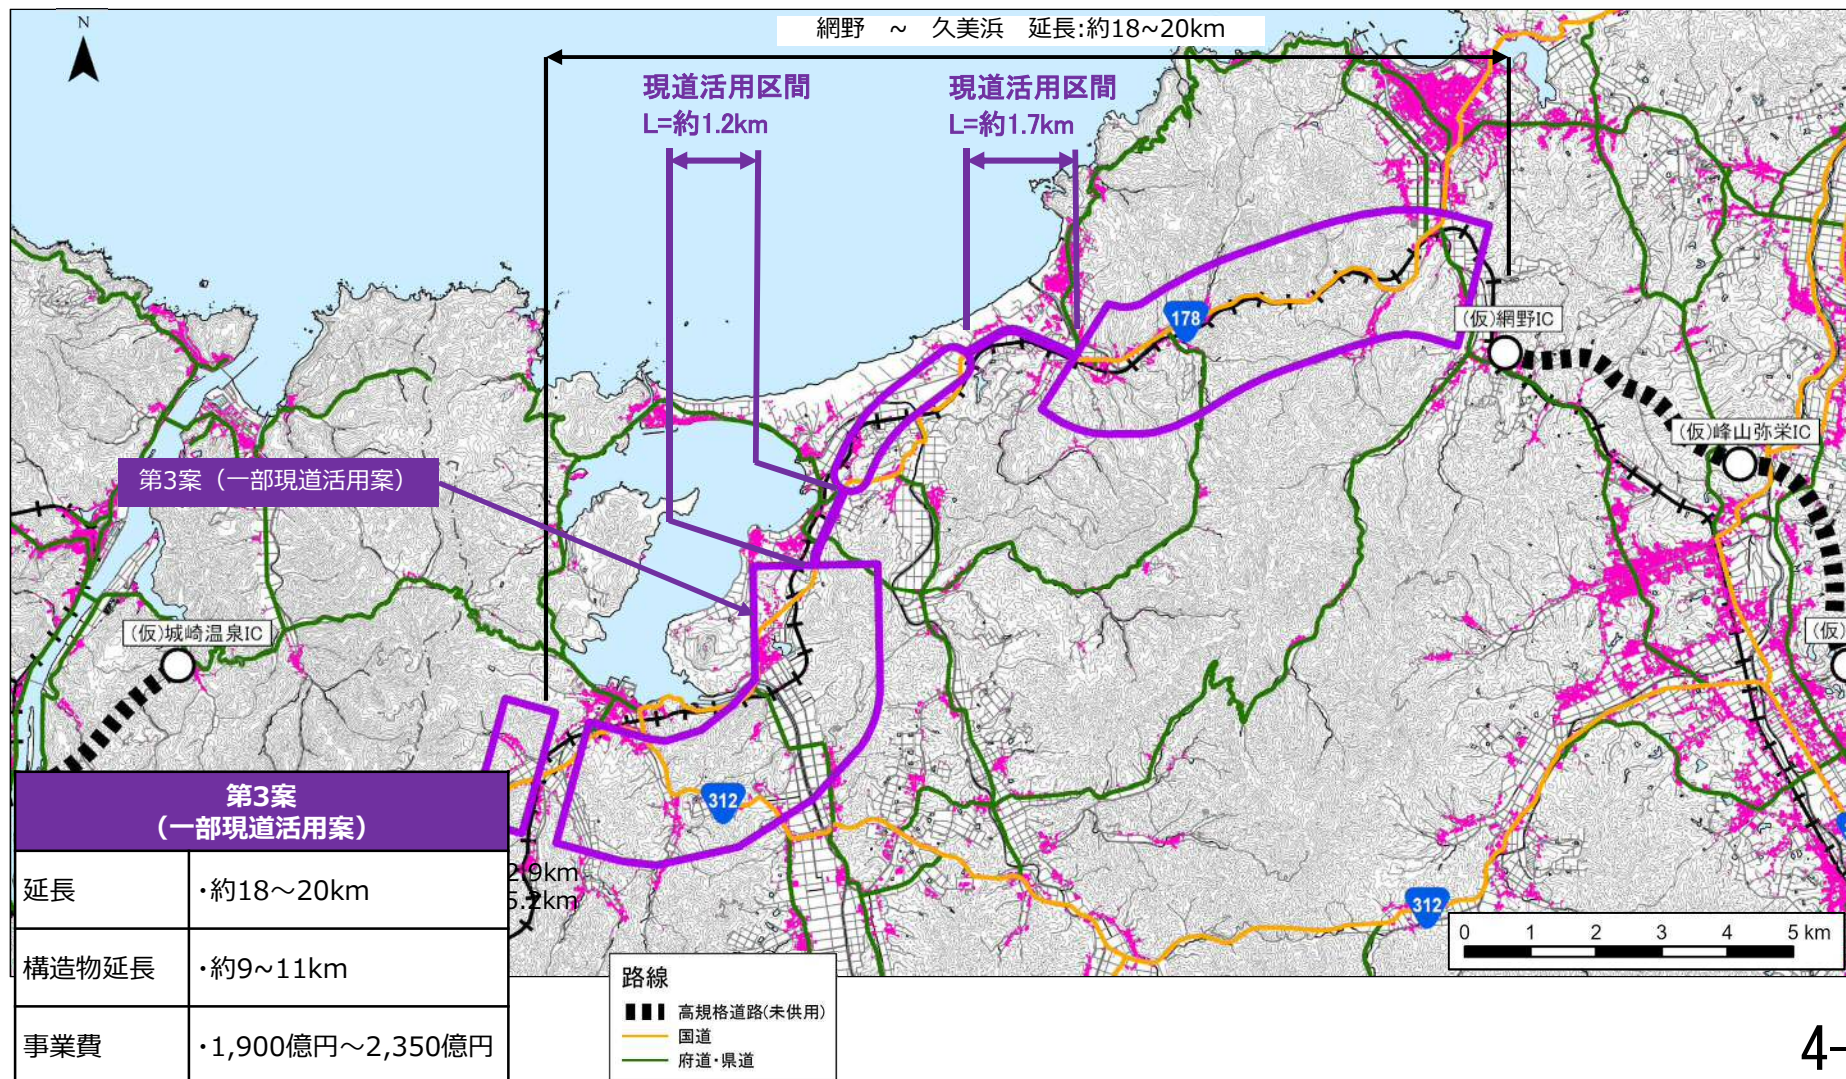 N
網野　~　久美浜　延長:約18~20km
現道活用区間
L=約1.2km
現道活用区間
L=約1.7km
178
(仮)網野IC
(仮)峰山弥栄IC
第3案（一部現道活用案）
(仮)城崎温泉IC
(仮)
312
312
第3案
（一部現道活用案）
延長
・約18～20km
2.9km
5.2km
構造物延長
・約9~11km
事業費
・1,900億円～2,350億円
0 1 2 3 4 5 km
路線
高規格道路(未供用)
国道
府道・県道
4-